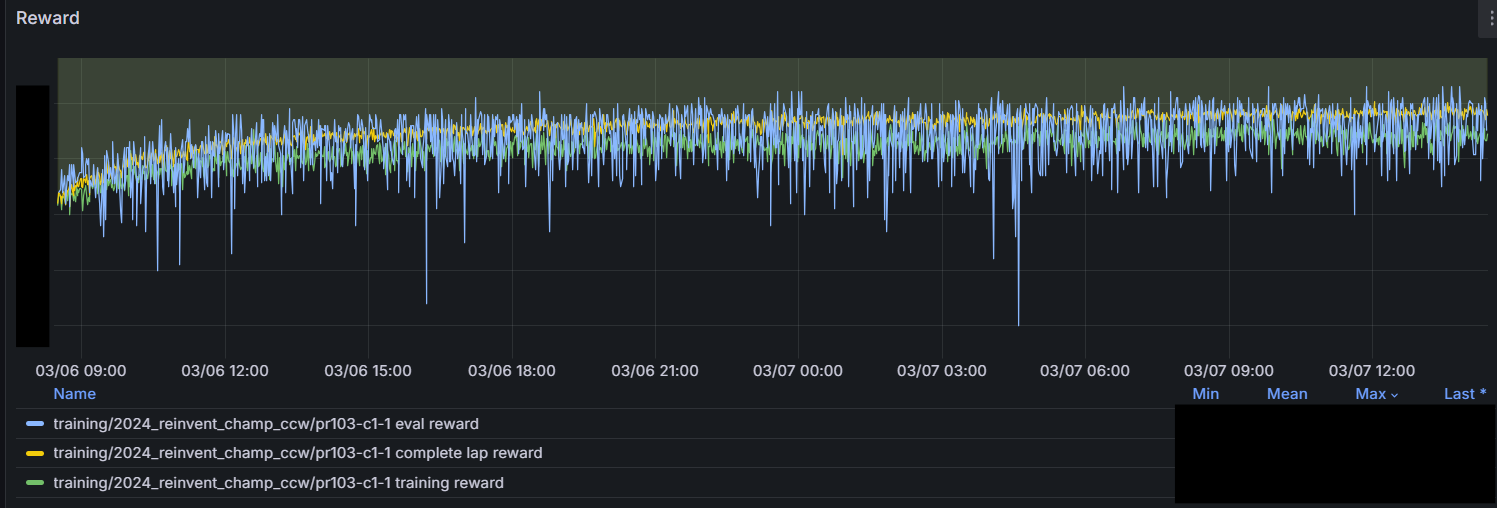 Reward
03/06 09:00 03/06 12:00 03/06 15:00 03/06 18:00 03/06 21:00 03/07 00:00 03/07 03:00 03/07 06:00 03/07 09:00 03/07 12:00
Name Min Mean Max Last *
training/2024_reinvent_champ_ccw/pr103-c1-1 eval reward
training/2024_reinvent_champ_ccw/pr103-c1-1 complete lap reward
training/2024_reinvent_champ_ccw/pr103-c1-1 training reward